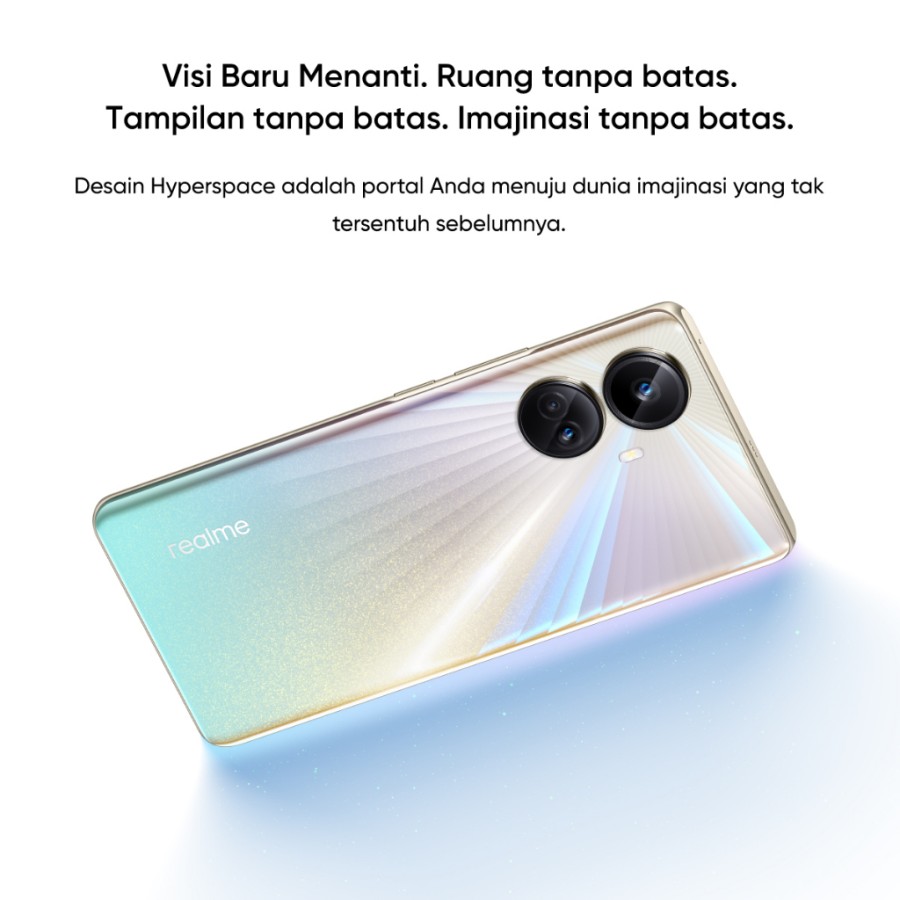 Visi Baru Menanti. Ruang tanpa batas.
Tampilan tanpa batas. Imajinasi tanpa batas.
Desain Hyperspace adalah portal Anda menuju dunia imajinasi yang tak
tersentuh sebelumnya.
realme